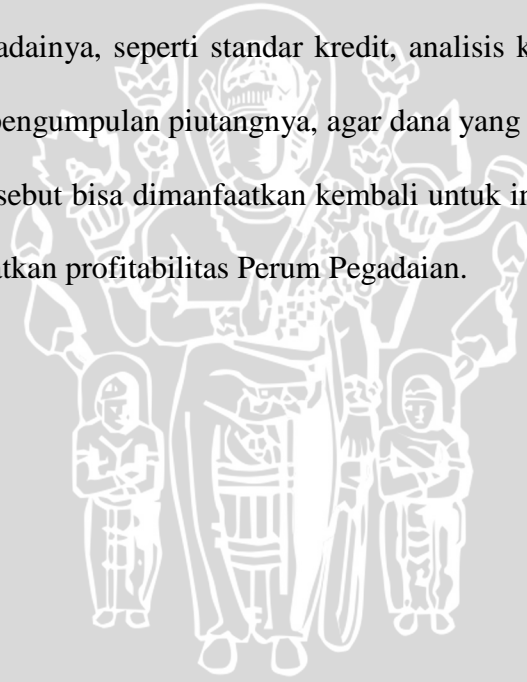 adainya, seperti standar kredit, analisis k
pengumpulan piutangnya, agar dana yang
sebut bisa dimanfaatkan kembali untuk in
atkan profitabilitas Perum Pegadaian.